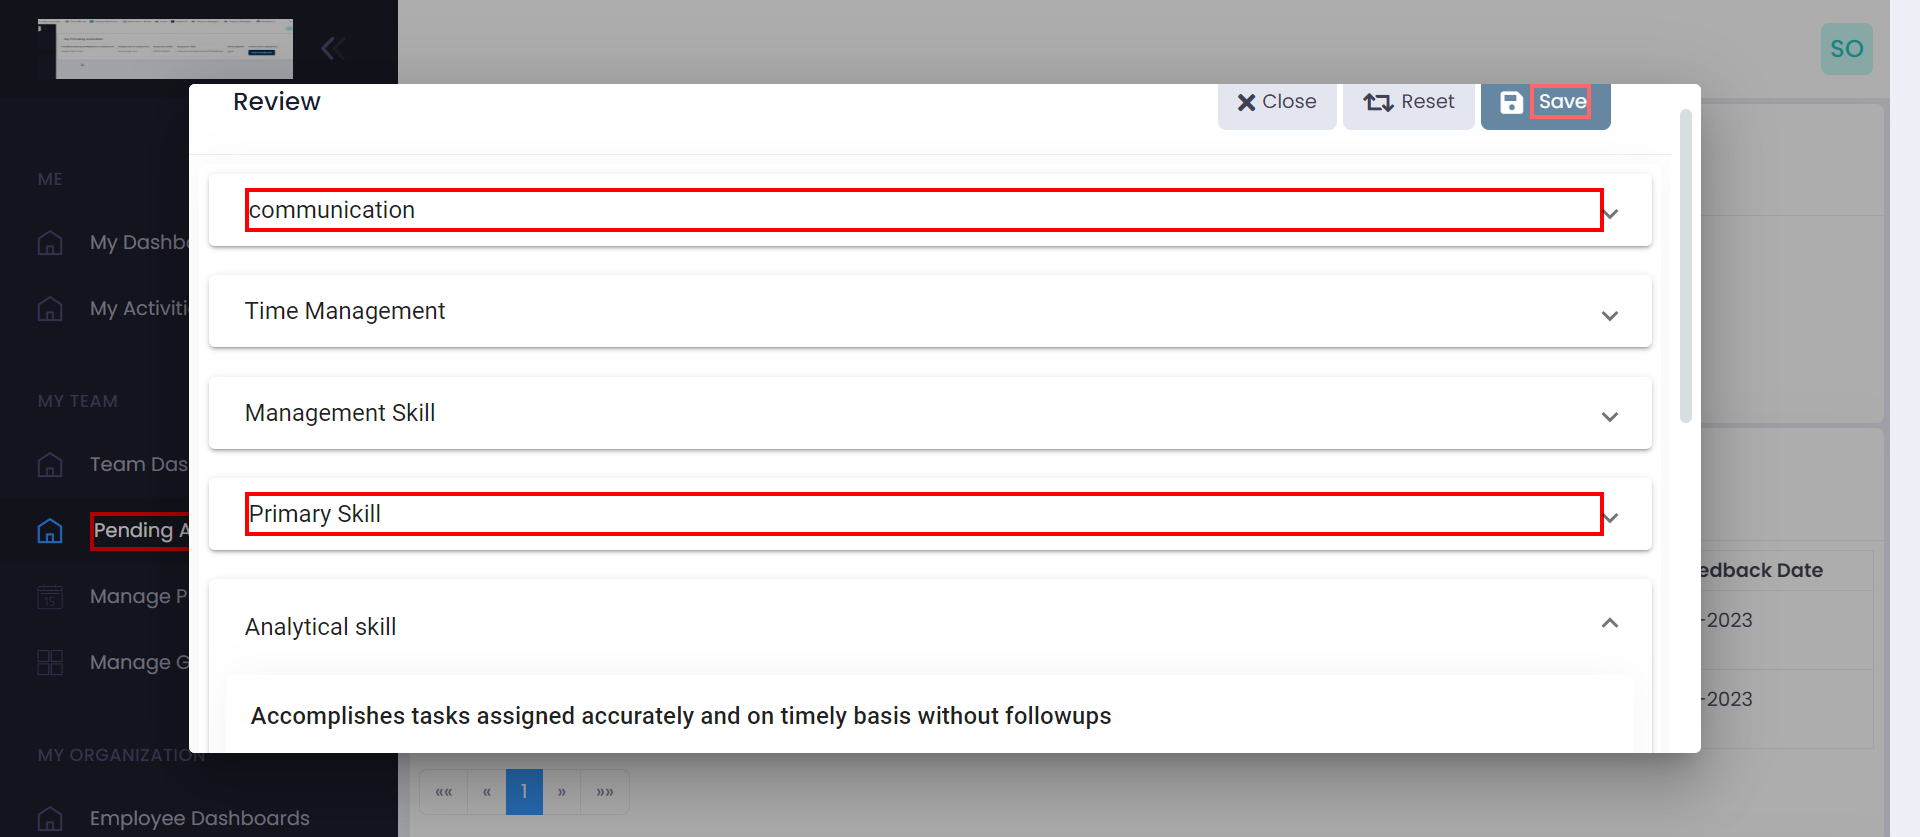 SO
Review
Close
Reset
Save
ME
communication
My Dashbo
Time Management
My Activiti
MY TEAM
Management Skill
Team Das
Primary Skill
Pending A
edback Date
Manage P
-2023
Analytical skill
Manage G
-2023
Accomplishes tasks assigned accurately and on timely basis without followups
MY ORGANIZATION
«« « 1 » »»
Employee Dashboards
15